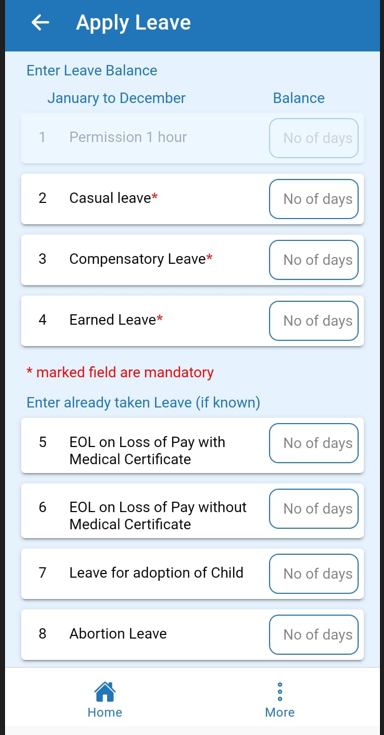 Apply Leave
Enter Leave Balance
January to December Balance
1 Permission 1 hour No of days
2 Casual leave* No of days
3 Compensatory Leave* No of days
4 Earned Leave* No of days
* marked field are mandatory
Enter already taken Leave (if known)
5 EOL on Loss of Pay with No of days
Medical Certificate
6 EOL on Loss of Pay without No of days
Medical Certificate
7 Leave for adoption of Child No of days
8 Abortion Leave No of days
Home More